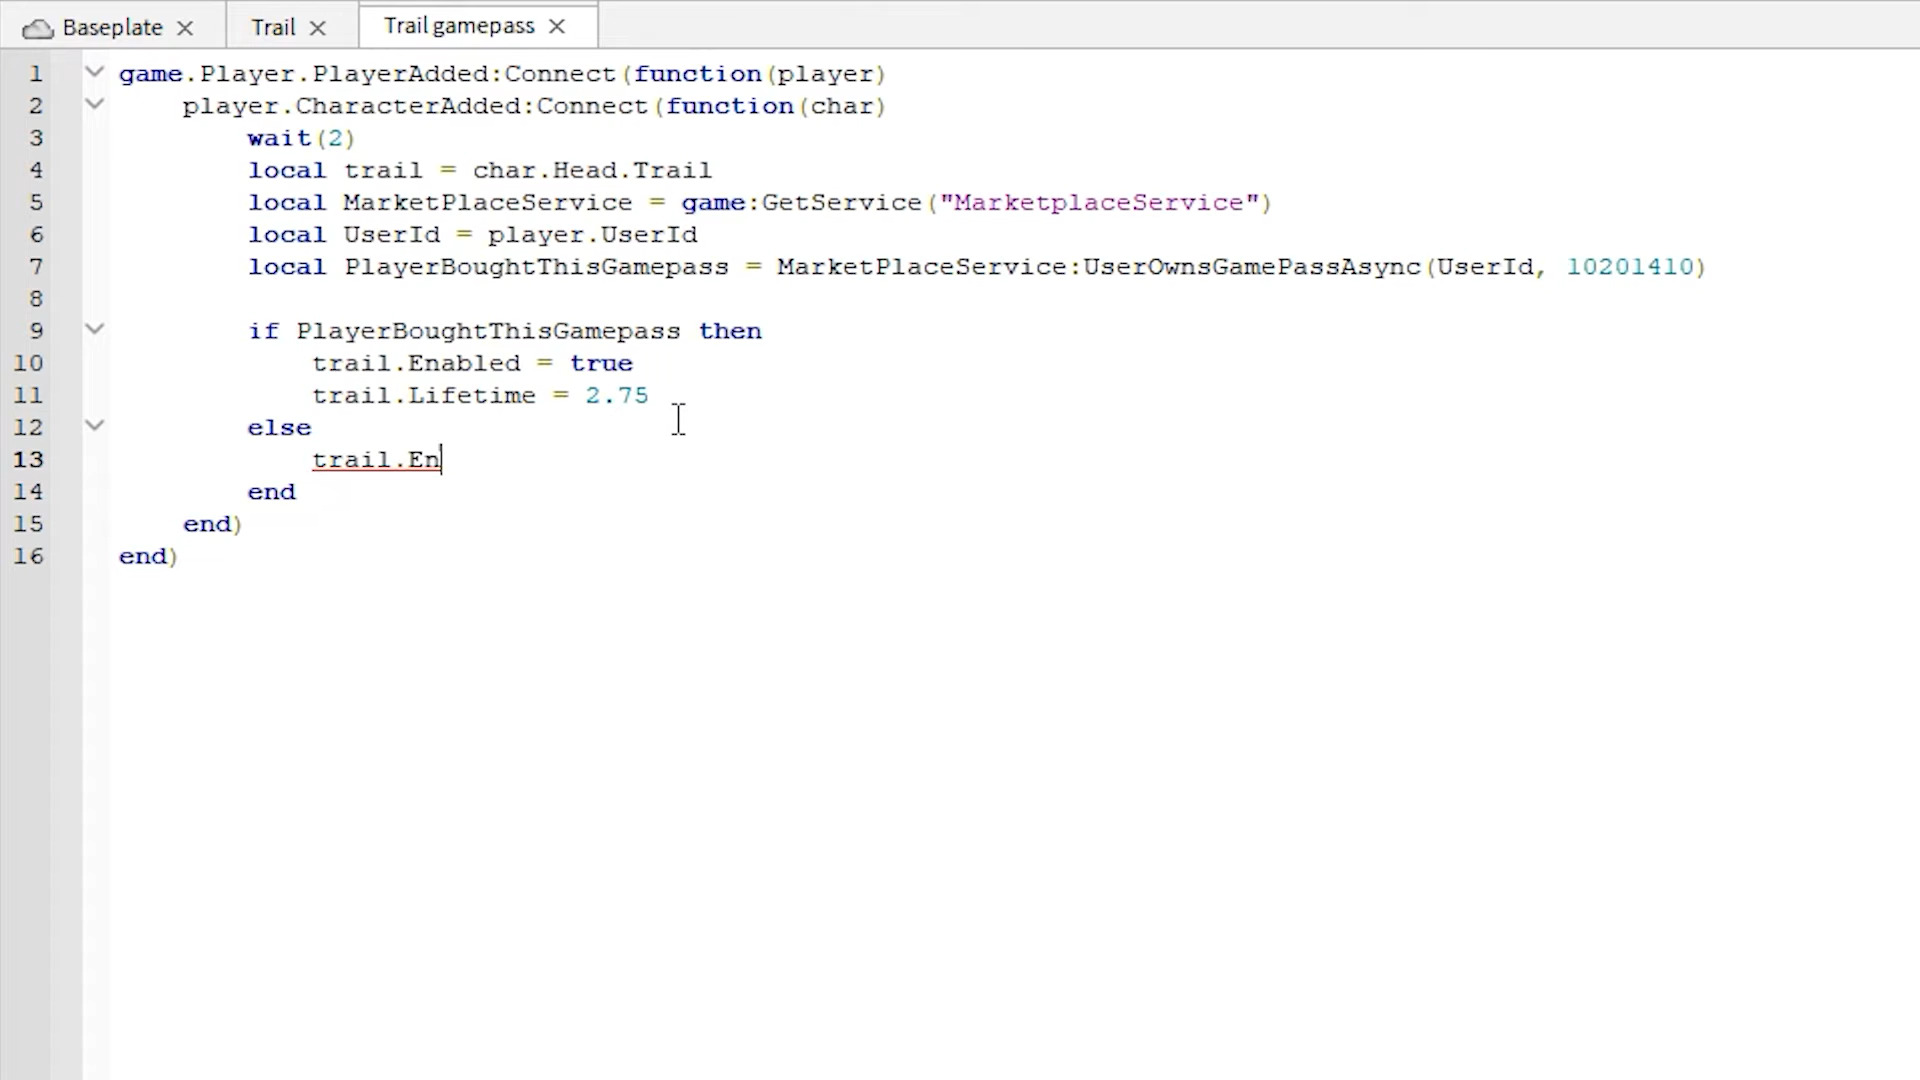 Baseplate Trail Trail gamepass
1 game.Player.PlayerAdded:Connect(function(player)
2 player.CharacterAdded:Connect(function(char)
3 wait(2)
4 local trail = char.Head.Trail
5 local MarketPlaceService = game:GetService("MarketplaceService")
6 local UserId = player.UserId
7 local PlayerBoughtThisGamepass = MarketPlaceService:UserOwnsGamePassAsync(UserId, 10201410)
8
9 if PlayerBoughtThisGamepass then
10 trail.Enabled = true
11 trail.Lifetime = 2.75
12 else
13 trail.En
14 end
15 end)
16 end)